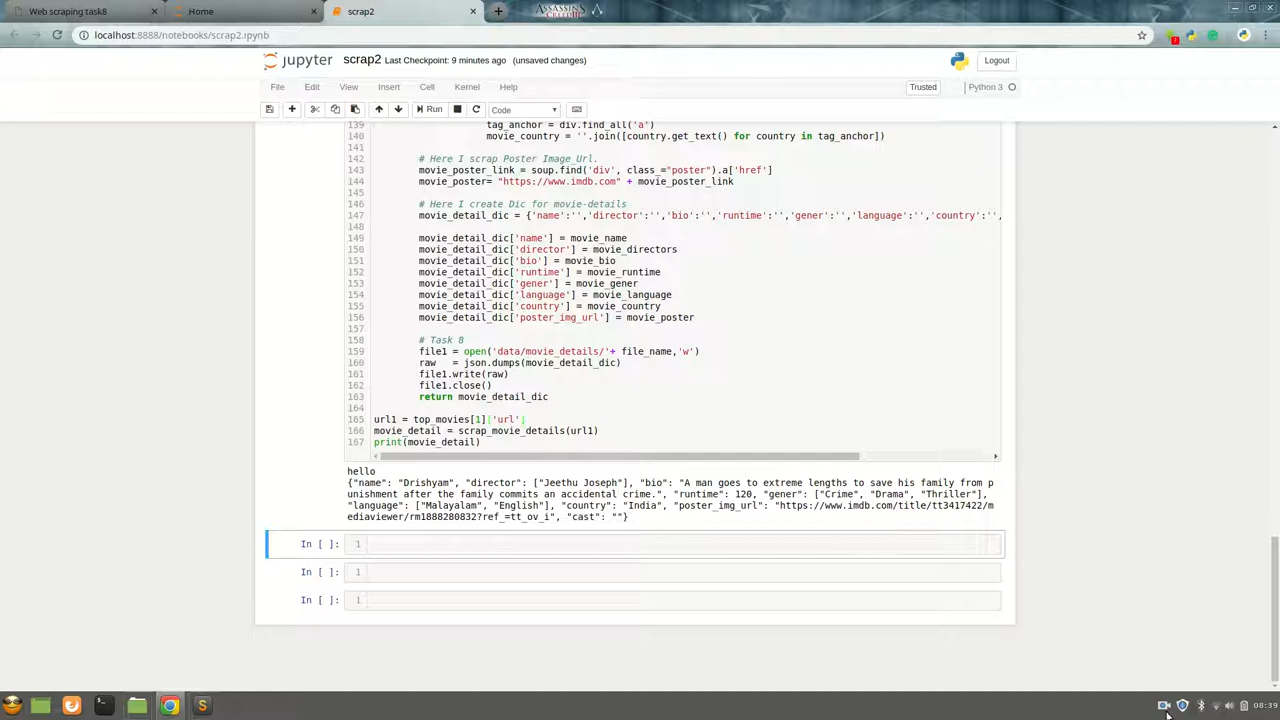 Web scraping task8
Home
scrap2
ASSASSIN'S
localhost:8888/notebooks/scrap2.ipynb
jupyter scrap2 Last Checkpoint: 9 minutes ago (unsaved changes)
Logout
File Edit View Insert Cell Kernel Help
Trusted
Python 3
Run
Code
139 tag_anchor = div.find_all('a')
140 movie_country = ''.join([country.get_text() for country in tag_anchor])
141
142 # Here I scrap Poster Image_Url.
143 movie_poster_link = soup.find('div', class_="poster").a['href']
144 movie_poster= "https://www.imdb.com" + movie_poster_link
145
146 # Here I create Dic for movie-details
147 movie_detail_dic = {'name':'','director':'','bio':'','runtime':'','gener':'','language':'','country':'',
148
149 movie_detail_dic['name'] = movie_name
150 movie_detail_dic['director'] = movie_directors
151 movie_detail_dic['bio'] = movie_bio
152 movie_detail_dic['runtime'] = movie_runtime
153 movie_detail_dic['gener'] = movie_gener
154 movie_detail_dic['language'] = movie_language
155 movie_detail_dic['country'] = movie_country
156 movie_detail_dic['poster_img_url'] = movie_poster
157
158 # Task 8
159 file1 = open('data/movie_details/'+ file_name,'w')
160 raw = json.dumps(movie_detail_dic)
161 file1.write(raw)
162 file1.close()
163 return movie_detail_dic
164
165 url1 = top_movies[1]['url']
166 movie_detail = scrap_movie_details(url1)
167 print(movie_detail)
hello
{"name": "Drishyam", "director": ["Jeethu Joseph"], "bio": "A man goes to extreme lengths to save his family from p
unishment after the family commits an accidental crime.", "runtime": 120, "gener": ["Crime", "Drama", "Thriller"],
"language": ["Malayalam", "English"], "country": "India", "poster_img_url": "https://www.imdb.com/title/tt3417422/m
ediaviewer/rm1888280832?ref_=tt_ov_i", "cast": ""}
In [ ]: 1
In [ ]: 1
In [ ]: 1
08:39